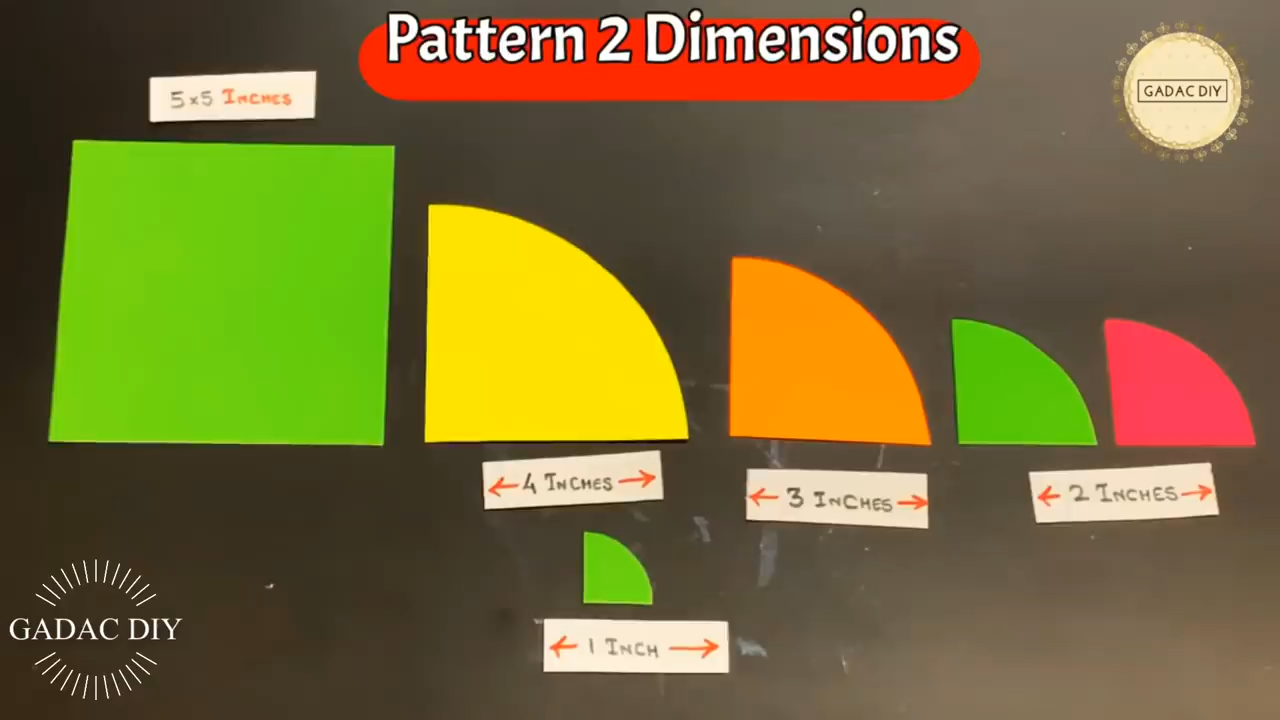 Pattern 2 Dimensions
GADAC DIY
5x5 INCHES
4 INCHES
3 INCHES
2 INCHES
1 INCH
GADAC DIY